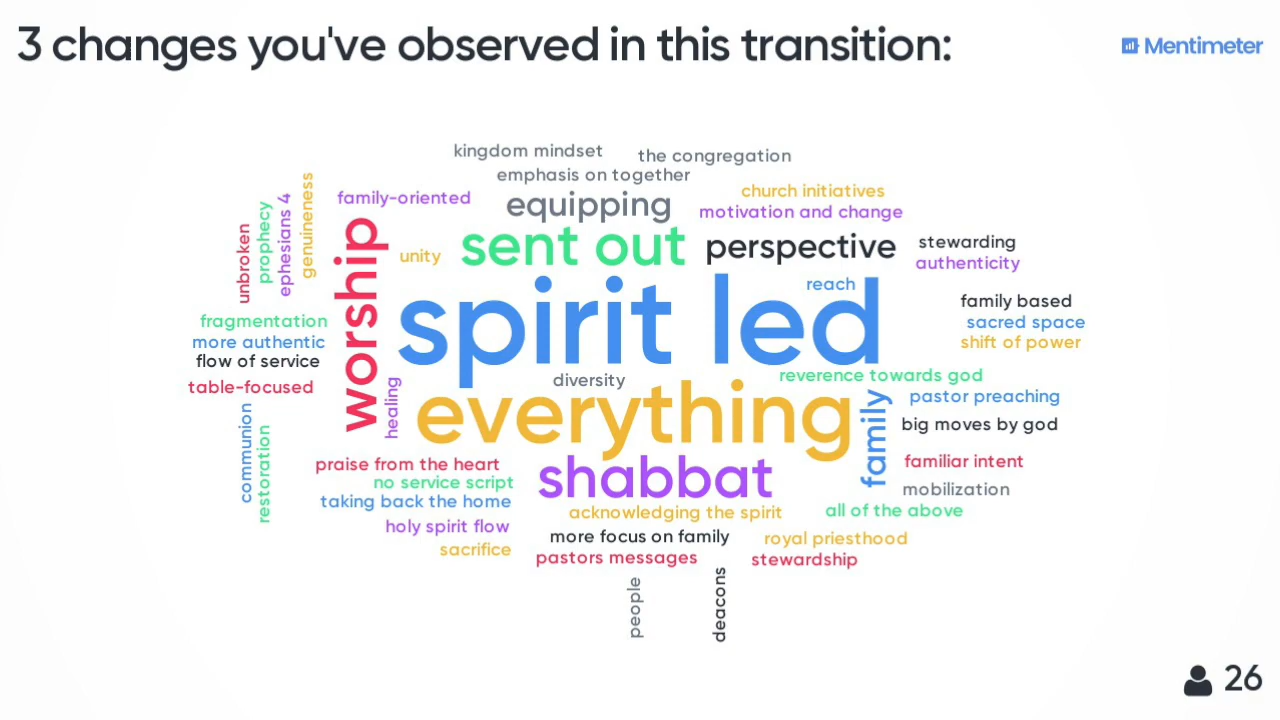 3 changes you've observed in this transition:
Mentimeter
kingdom mindset
the congregation
emphasis on together
church initiatives
family-oriented
equipping
motivation and change
unbroken
prophecy
ephesians 4
genuineness
worship
unity
sent out
perspective
stewarding
authenticity
reach
spirit led
family based
sacred space
shift of power
fragmentation
more authentic
flow of service
table-focused
diversity
reverence towards god
healing
everything
family
pastor preaching
big moves by god
communion
restoration
praise from the heart
no service script
taking back the home
shabbat
familiar intent
mobilization
all of the above
acknowledging the spirit
holy spirit flow
sacrifice
more focus on family
royal priesthood
pastors messages
stewardship
people
deacons
26